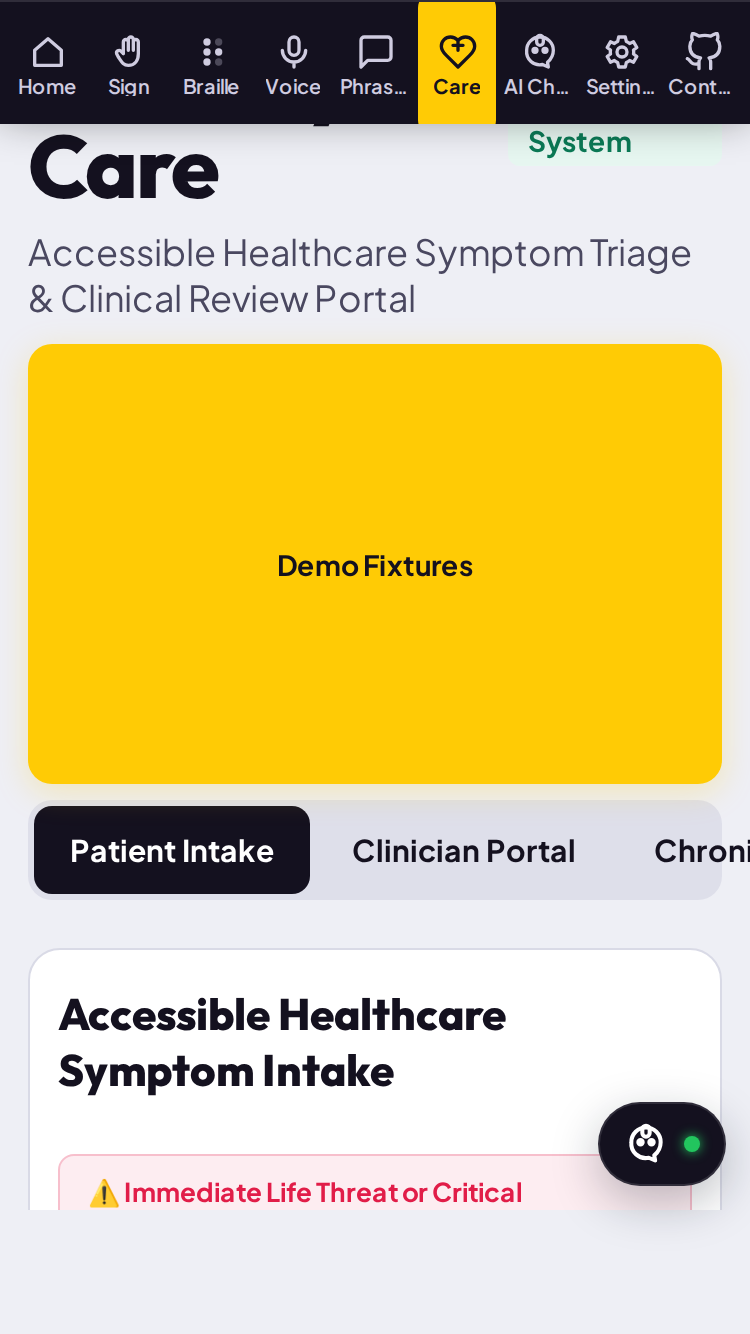 Home Sign Braille Voice Phras... Care AI Ch... Settin... Cont...
Care
System
Accessible Healthcare Symptom Triage
& Clinical Review Portal
Demo Fixtures
Patient Intake Clinician Portal Chroni
Accessible Healthcare
Symptom Intake
⚠️ Immediate Life Threat or Critical